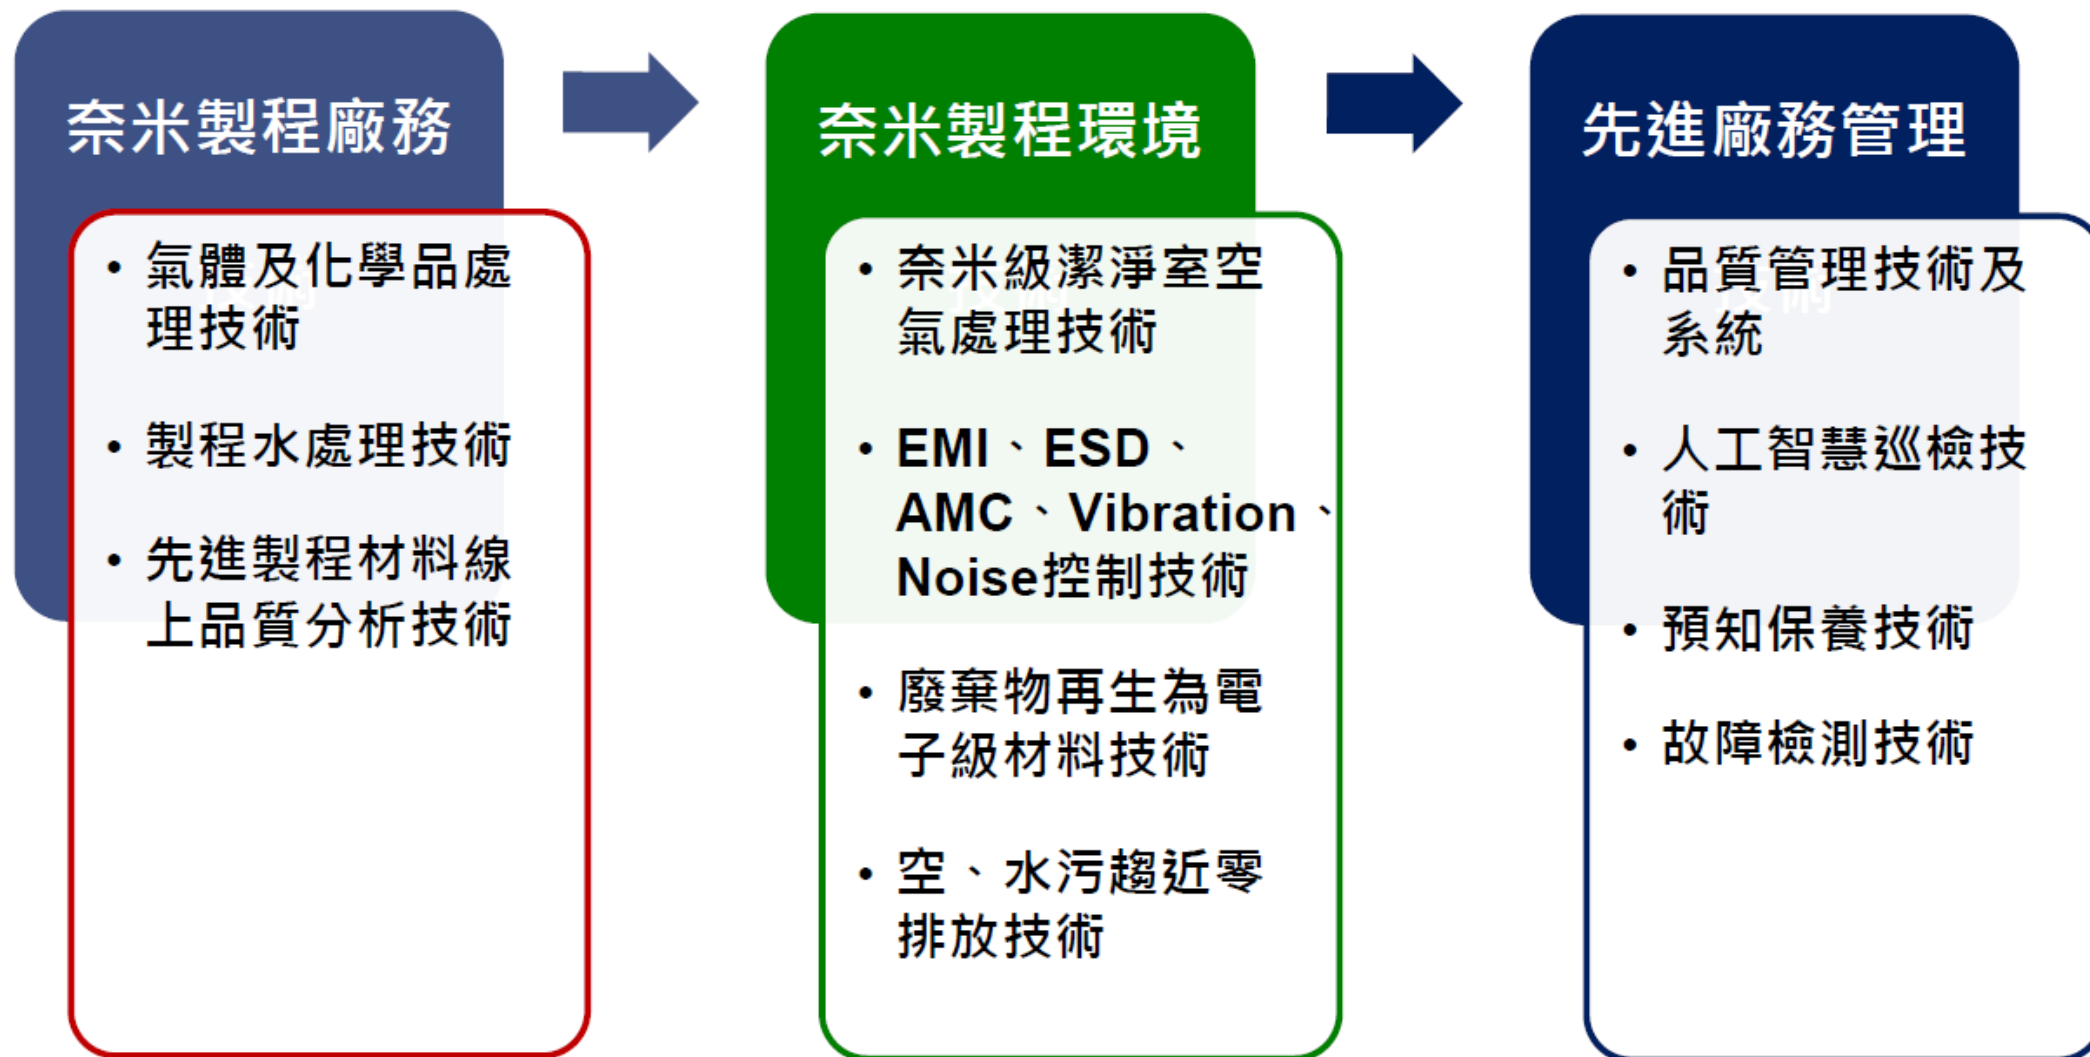 奈米製程廠務
技術
• 氣體及化學品處
理技術
• 製程水處理技術
• 先進製程材料線
上品質分析技術
奈米製程環境
技術
• 奈米級潔淨室空
氣處理技術
• EMI、ESD、
AMC、Vibration、
Noise控制技術
• 廢棄物再生為電
子級材料技術
• 空、水污趨近零
排放技術
先進廠務管理
技術
• 品質管理技術及
系統
• 人工智慧巡檢技
術
• 預知保養技術
• 故障檢測技術